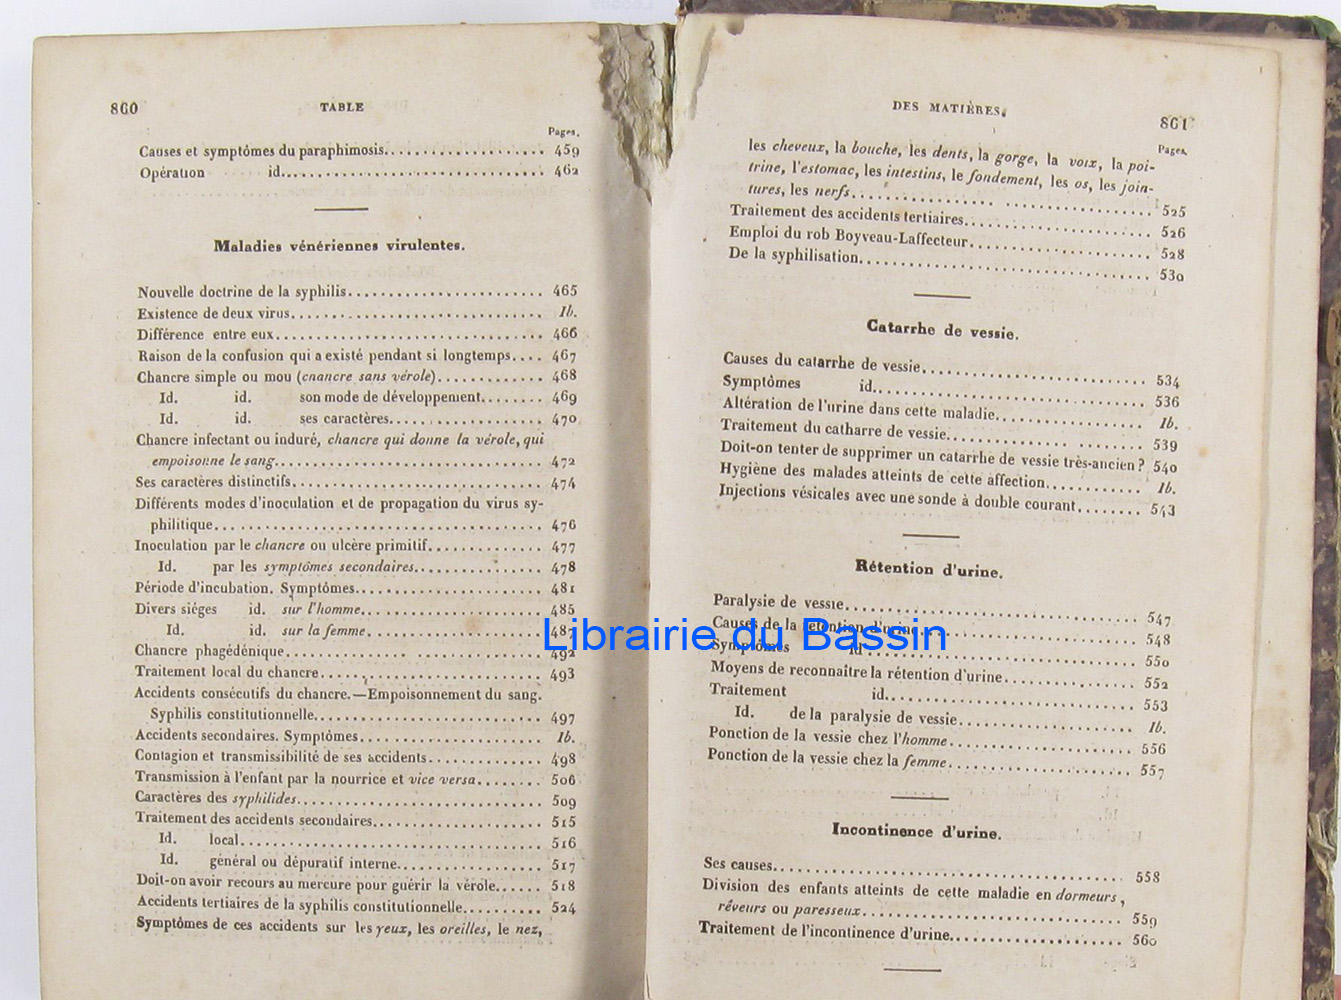 860 TABLE
Pages.
Causes et symptômes du paraphimosis................... 459
Opération id................................ 462
Maladies vénériennes virulentes.
Nouvelle doctrine de la syphilis........................ 465
Existence de deux virus.............................. Ib.
Différence entre eux................................ 466
Raison de la confusion qui a existé pendant si longtemps.... 467
Chancre simple ou mou (chancre sans vérole)............. 468
Id. id. son mode de développement........ 469
Id. id. ses caractères................... 470
Chancre infectant ou induré, chancre qui donne la vérole, qui
empoisonne le sang................................ 472
Ses caractères distinctifs.............................. 474
Différents modes d'inoculation et de propagation du virus sy-
philitique....................................... 476
Inoculation par le chancre ou ulcère primitif.............. 477
Id. par les symptômes secondaires............... 478
Période d'incubation. Symptômes...................... 481
Divers siéges id. sur l'homme...................... 485
Id. id. sur la femme..................... 487
Chancre phagédénique............................... 492
Traitement local du chancre.......................... 493
Accidents consécutifs du chancre.—Empoisonnement du sang.
Syphilis constitutionnelle........................... 497
Accidents secondaires. Symptômes...................... Ib.
Contagion et transmissibilité de ses accidents.............. 498
Transmission à l'enfant par la nourrice et vice versa........ 506
Caractères des syphilides............................. 509
Traitement des accidents secondaires.................... 515
Id. local.................................... 516
Id. général ou dépuratif interne................. 517
Doit-on avoir recours au mercure pour guérir la vérole...... 518
Accidents tertiaires de la syphilis constitutionnelle.......... 524
Symptômes de ces accidents sur les yeux, les oreilles, le nez,
DES MATIÈRES. 861
Pages.
les cheveux, la bouche, les dents, la gorge, la voix, la poi-
trine, l'estomac, les intestins, le fondement, les os, les join-
tures, les nerfs................................... 525
Traitement des accidents tertiaires...................... 526
Emploi du rob Boyveau-Laffecteur...................... 528
De la syphilisation.................................. 530
Catarrhe de vessie.
Causes du catarrhe de vessie.......................... 534
Symptômes id................................ 536
Altération de l'urine dans cette maladie.................. Ib.
Traitement du catharre de vessie....................... 539
Doit-on tenter de supprimer un catarrhe de vessie très-ancien? 540
Hygiène des malades atteints de cette affection............ Ib.
Injections vésicales avec une sonde à double courant........ 543
Rétention d'urine.
Paralysie de vessie.................................. 547
Causes de la rétention d'urine......................... 548
Symptômes id................................ 550
Moyens de reconnaître la rétention d'urine............... 552
Traitement id............................... 553
Id. de la paralysie de vessie..................... Ib.
Ponction de la vessie chez l'homme..................... 556
Ponction de la vessie chez la femme..................... 557
Incontinence d'urine.
Ses causes......................................... 558
Division des enfants atteints de cette maladie en dormeurs,
rêveurs ou paresseux............................... 559
Traitement de l'incontinence d'urine.................... 560
Librairie du Bassin